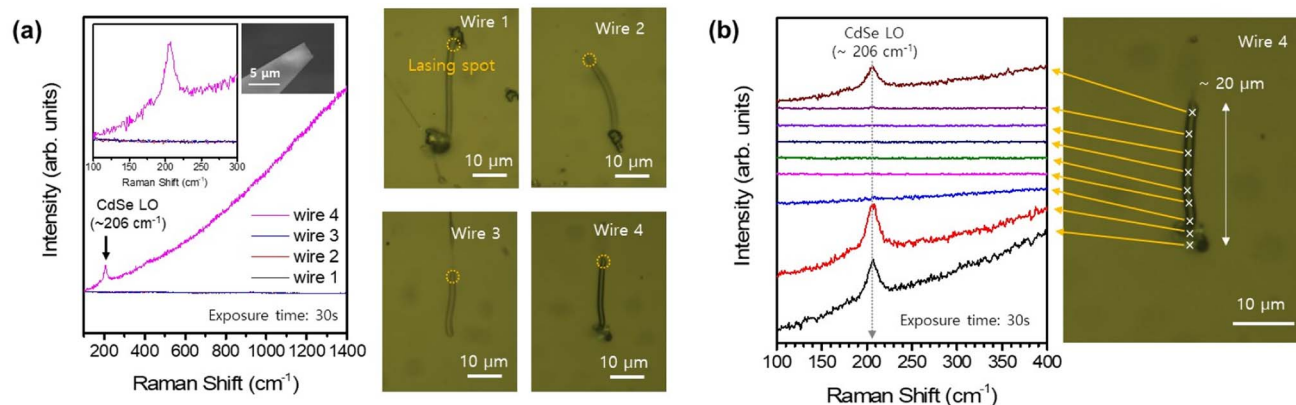 (a)
Intensity (arb. units)
100
150
200
250
300
Raman Shift (cm⁻¹)
5 μm
CdSe LO
(~206 cm⁻¹)
wire 4
wire 3
wire 2
wire 1
Exposure time: 30s
200
400
600
800
1000
1200
1400
Raman Shift (cm⁻¹)
Wire 1
Lasing spot
10 μm
Wire 2
10 μm
Wire 3
10 μm
Wire 4
10 μm
(b)
Intensity (arb. units)
CdSe LO
(~ 206 cm⁻¹)
Exposure time: 30s
100
150
200
250
300
350
400
Raman Shift (cm⁻¹)
Wire 4
~ 20 μm
10 μm